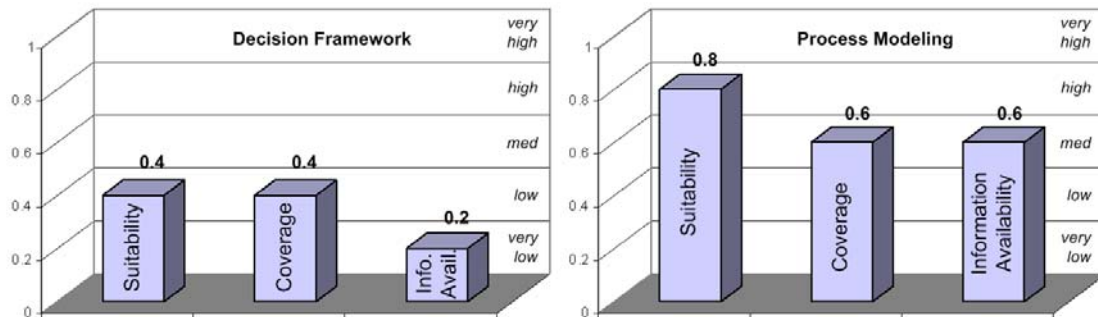 Decision Framework
very
high
high
med
low
very
low
1
0.8
0.6
0.4
0.2
0
0.4
0.4
0.2
Suitability
Coverage
Info.
Avail.
Process Modeling
very
high
high
med
low
very
low
1
0.8
0.6
0.4
0.2
0
0.8
0.6
0.6
Suitability
Coverage
Information
Availability